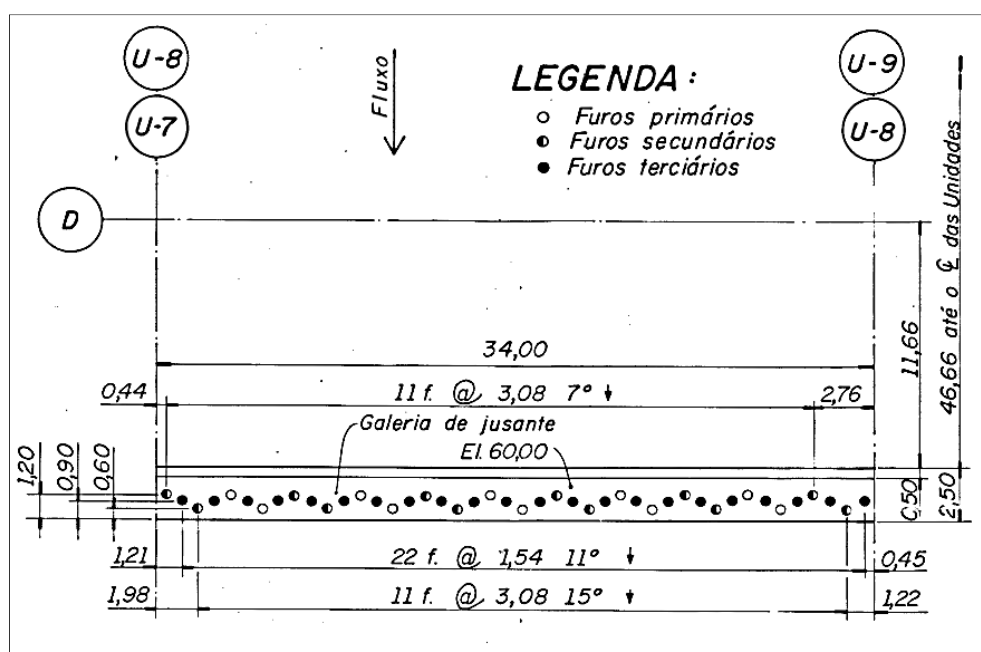 U-8
U-7
Fluxo
LEGENDA:
Furos primários
Furos secundários
Furos terciários
U-9
U-8
D
46,66 até o ℄ das Unidades
11,66
34,00
0,44
11 f. @ 3,08 7° ↓
2,76
Galeria de jusante
El. 60,00
1,20
0,90
0,60
0,50
2,50
1,21
22 f. @ 1,54 11° ↓
0,45
1,98
11 f. @ 3,08 15° ↓
1,22